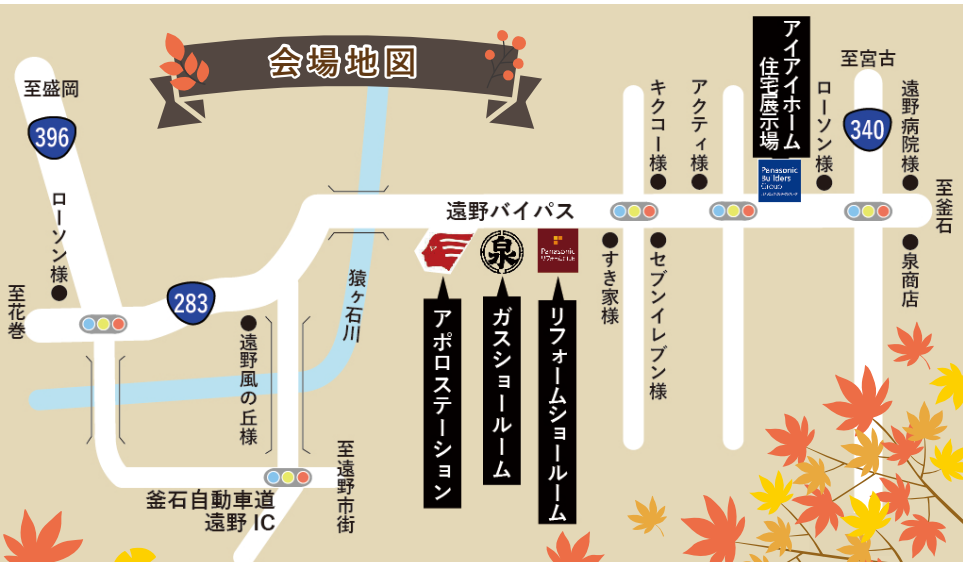 会場地図
至盛岡
396
ローソン様
至花巻
283
遠野風の丘様
猿ヶ石川
釜石自動車道
遠野 IC
至遠野市街
遠野バイパス
アポロステーション
泉
ガスショールーム
Panasonic
リフォームショールーム
キクコー様
アクティ様
すき家様
セブンイレブン様
アイアイホーム
住宅展示場
Panasonic
Builders
Group
ローソン様
至宮古
340
遠野病院様
至釜石
泉商店